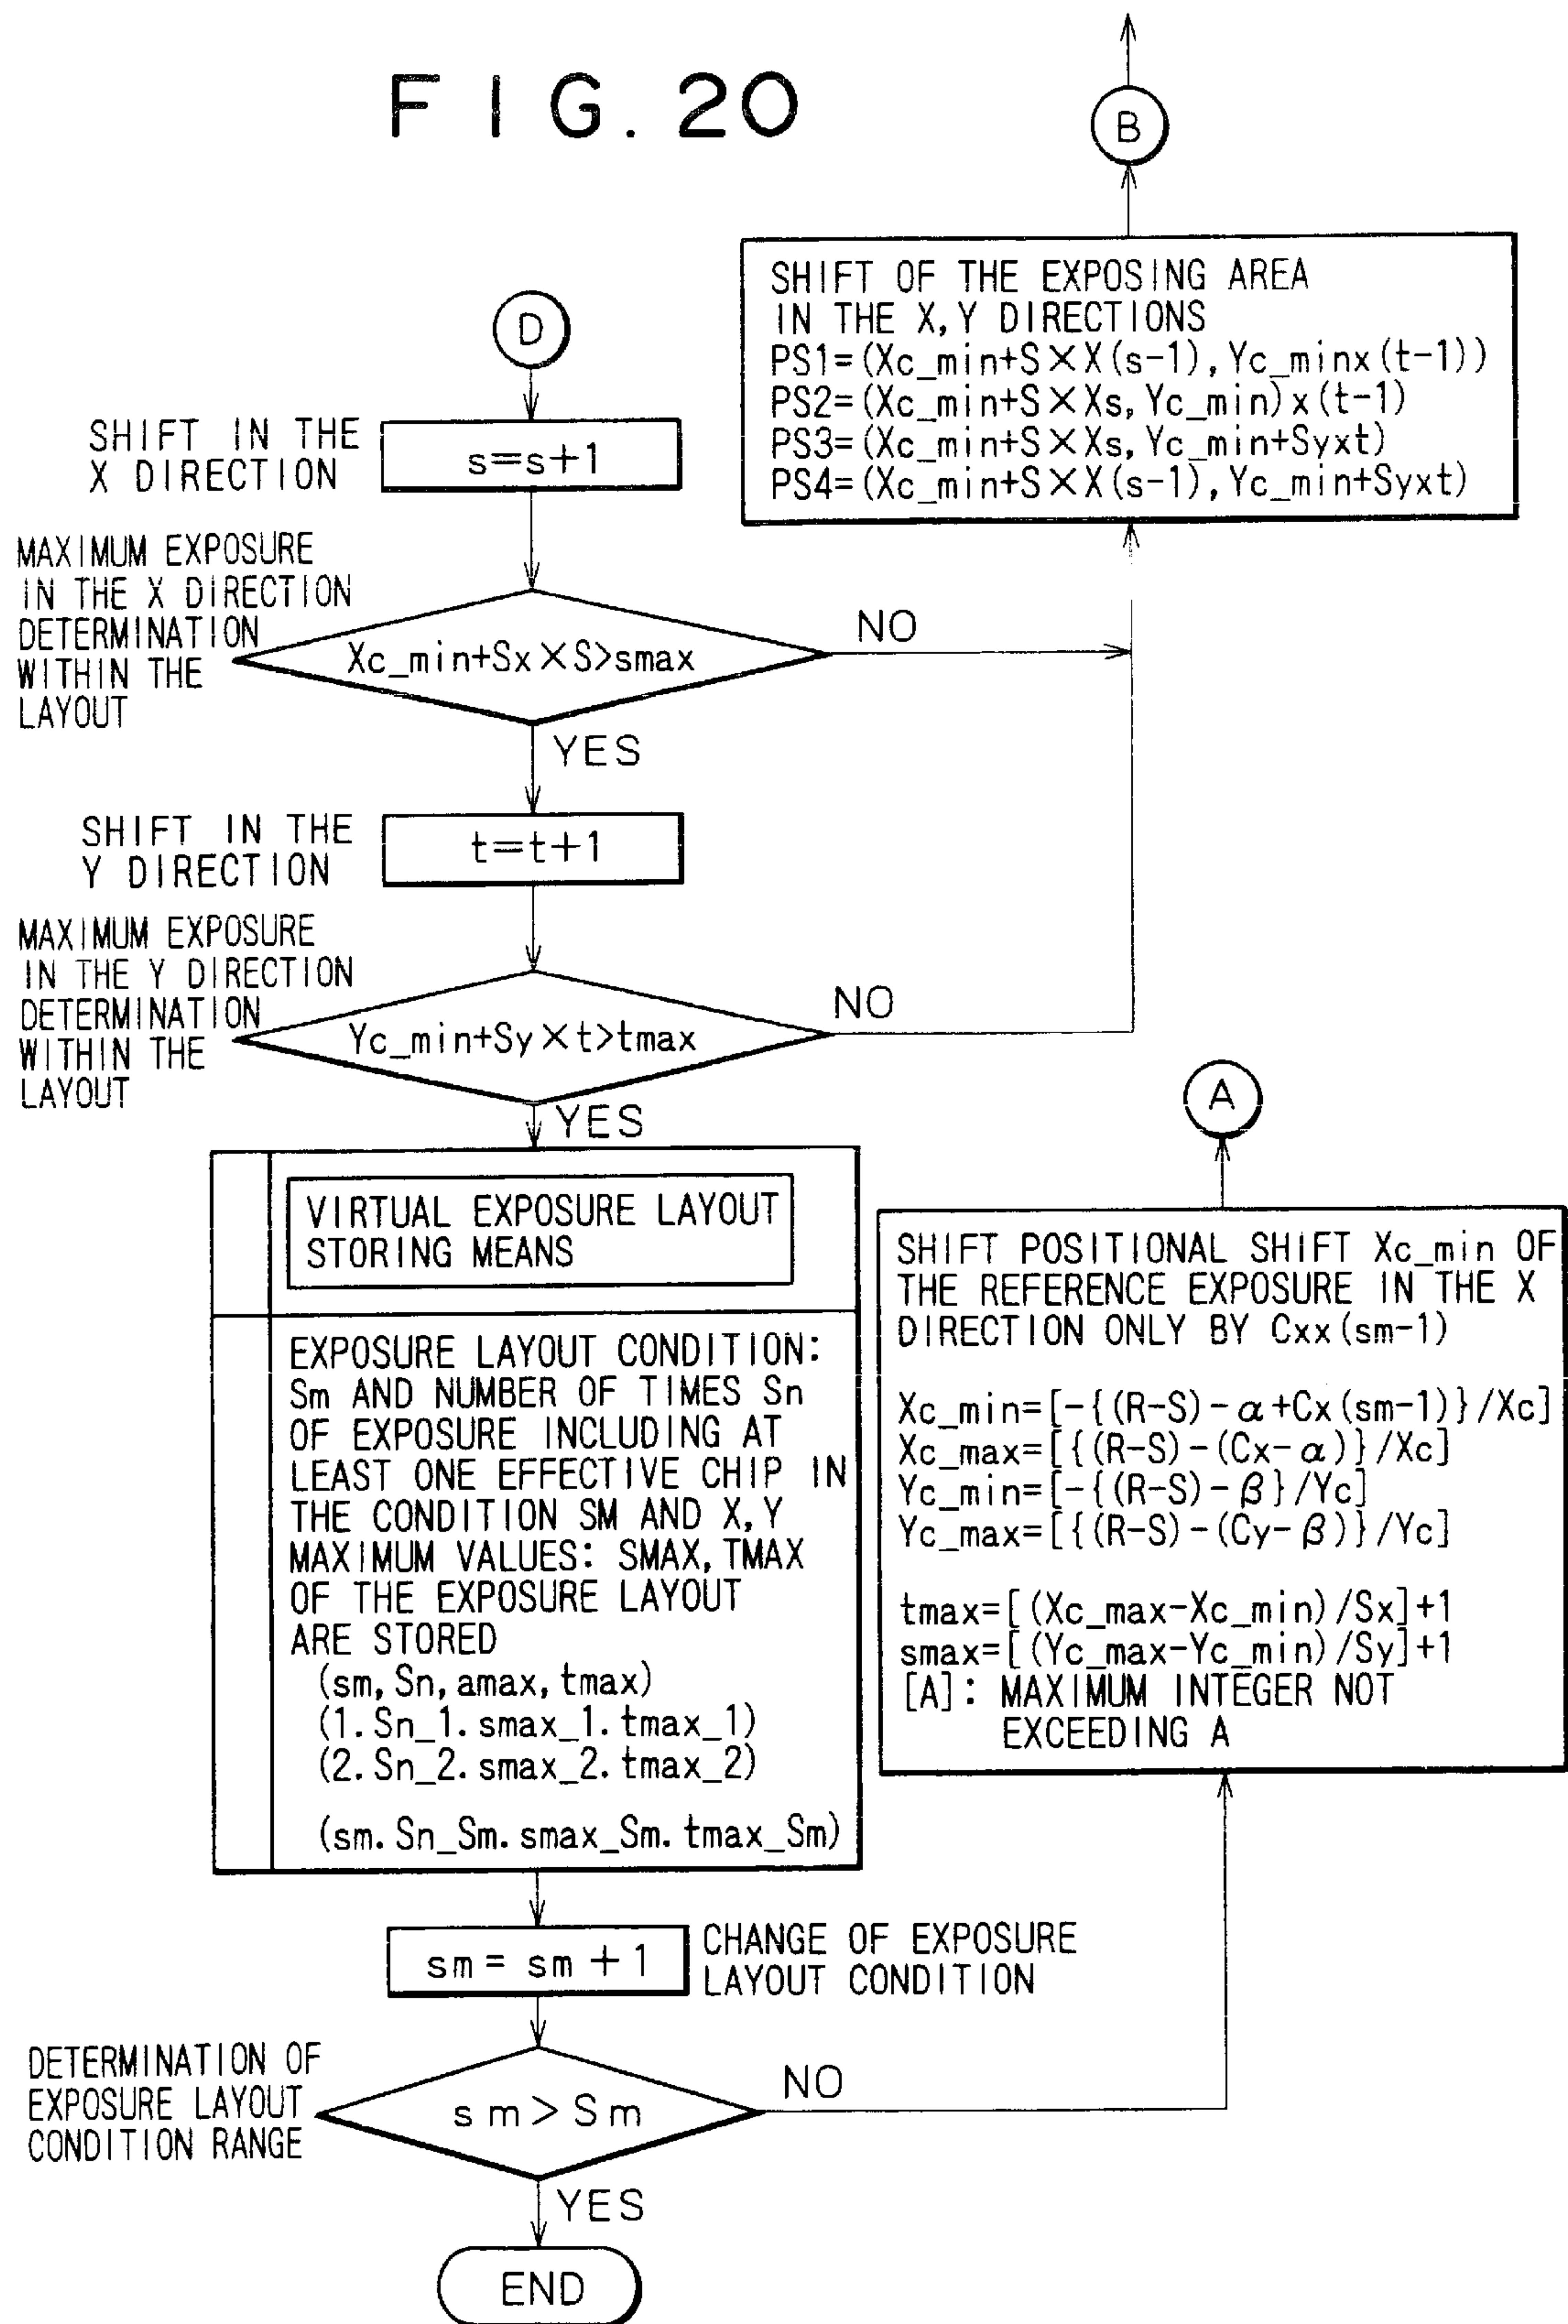 FIG. 20
B
SHIFT OF THE EXPOSING AREA
IN THE X,Y DIRECTIONS
PS1=(Xc_min+S×X(s-1),Yc_minx(t-1))
PS2=(Xc_min+S×Xs,Yc_min)x(t-1)
PS3=(Xc_min+S×Xs,Yc_min+Syxt)
PS4=(Xc_min+S×X(s-1),Yc_min+Syxt)
D
SHIFT IN THE
X DIRECTION
s=s+1
MAXIMUM EXPOSURE
IN THE X DIRECTION
DETERMINATION
WITHIN THE
LAYOUT
Xc_min+Sx×S>smax
NO
YES
SHIFT IN THE
Y DIRECTION
t=t+1
MAXIMUM EXPOSURE
IN THE Y DIRECTION
DETERMINATION
WITHIN THE
LAYOUT
Yc_min+Sy×t>tmax
NO
YES
VIRTUAL EXPOSURE LAYOUT
STORING MEANS
EXPOSURE LAYOUT CONDITION:
Sm AND NUMBER OF TIMES Sn
OF EXPOSURE INCLUDING AT
LEAST ONE EFFECTIVE CHIP IN
THE CONDITION SM AND X,Y
MAXIMUM VALUES: SMAX,TMAX
OF THE EXPOSURE LAYOUT
ARE STORED
(sm,Sn,amax,tmax)
(1.Sn_1.smax_1.tmax_1)
(2.Sn_2.smax_2.tmax_2)
(sm.Sn_Sm.smax_Sm.tmax_Sm)
A
SHIFT POSITIONAL SHIFT Xc_min OF
THE REFERENCE EXPOSURE IN THE X
DIRECTION ONLY BY Cxx(sm-1)
Xc_min=[-{(R-S)-α+Cx(sm-1)}/Xc]
Xc_max=[{(R-S)-(Cx-α)}/Xc]
Yc_min=[-{(R-S)-β}/Yc]
Yc_max=[{(R-S)-(Cy-β)}/Yc]
tmax=[(Xc_max-Xc_min)/Sx]+1
smax=[(Yc_max-Yc_min)/Sy]+1
[A]: MAXIMUM INTEGER NOT
EXCEEDING A
sm = sm + 1
CHANGE OF EXPOSURE
LAYOUT CONDITION
DETERMINATION OF
EXPOSURE LAYOUT
CONDITION RANGE
sm > Sm
NO
YES
END